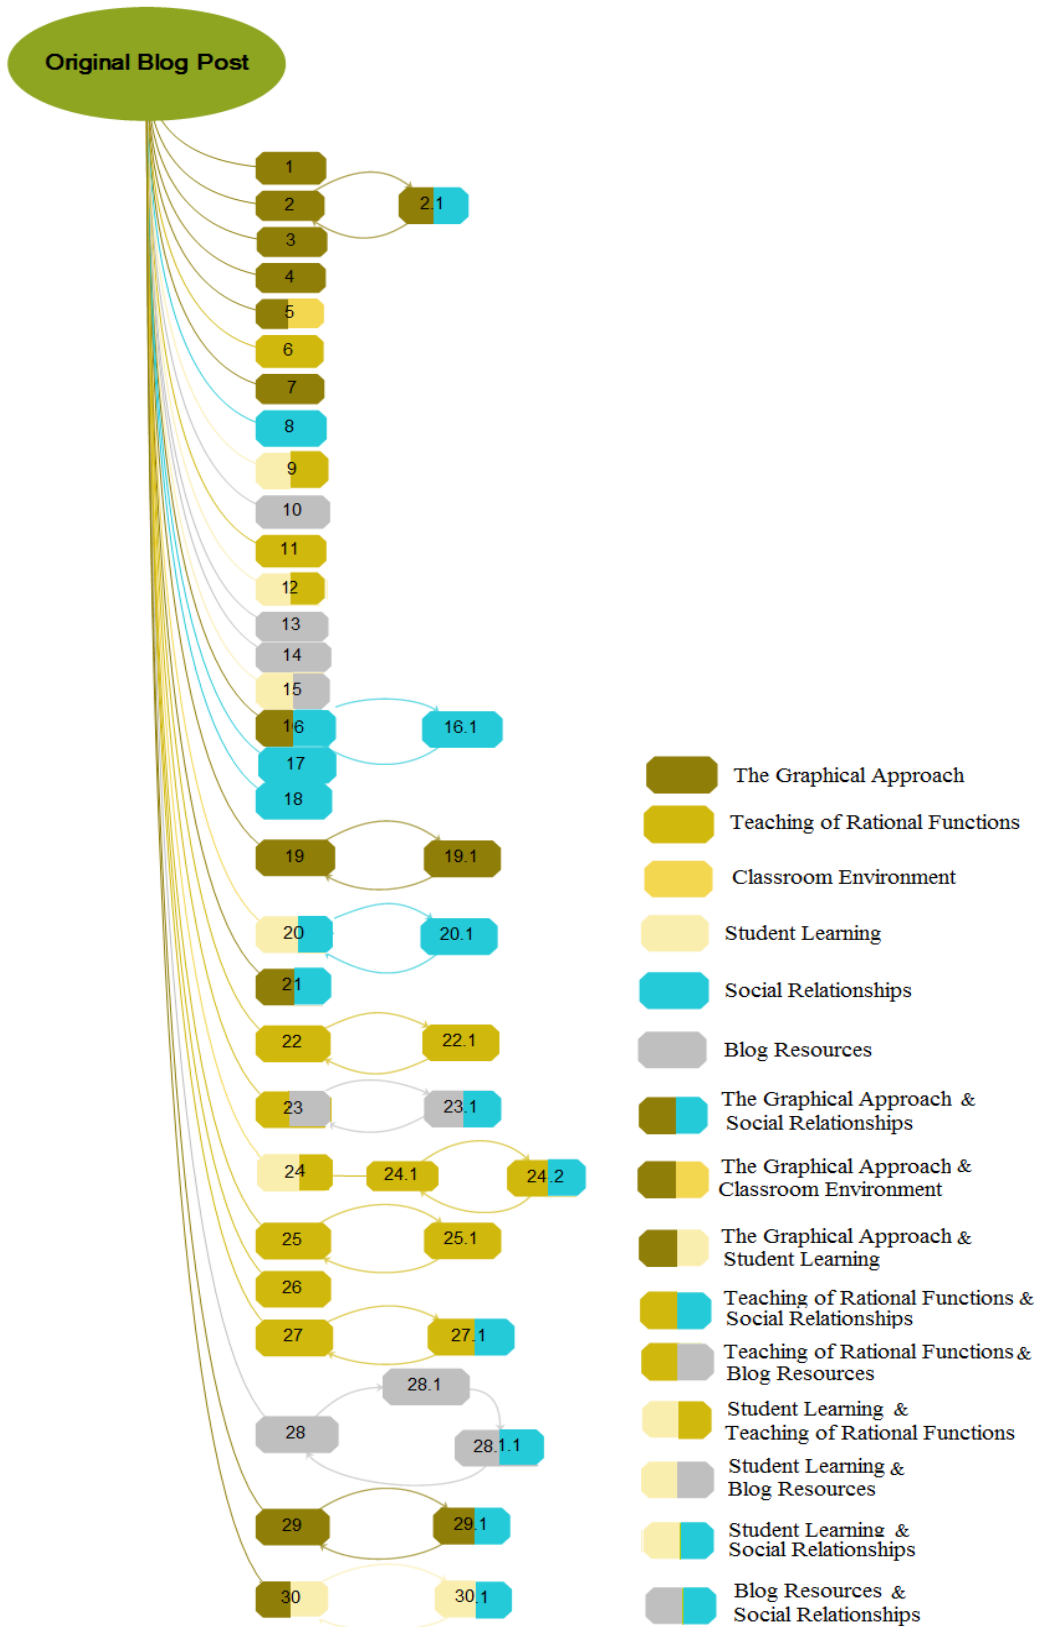 Original Blog Post
1
2
2.1
3
4
5
6
7
8
9
10
11
12
13
14
15
16
16.1
17
18
19
19.1
20
20.1
21
22
22.1
23
23.1
24
24.1
24.2
25
25.1
26
27
27.1
28
28.1
28.1.1
29
29.1
30
30.1
The Graphical Approach
Teaching of Rational Functions
Classroom Environment
Student Learning
Social Relationships
Blog Resources
The Graphical Approach &
Social Relationships
The Graphical Approach &
Classroom Environment
The Graphical Approach &
Student Learning
Teaching of Rational Functions &
Social Relationships
Teaching of Rational Functions &
Blog Resources
Student Learning &
Teaching of Rational Functions
Student Learning &
Blog Resources
Student Learning &
Social Relationships
Blog Resources &
Social Relationships